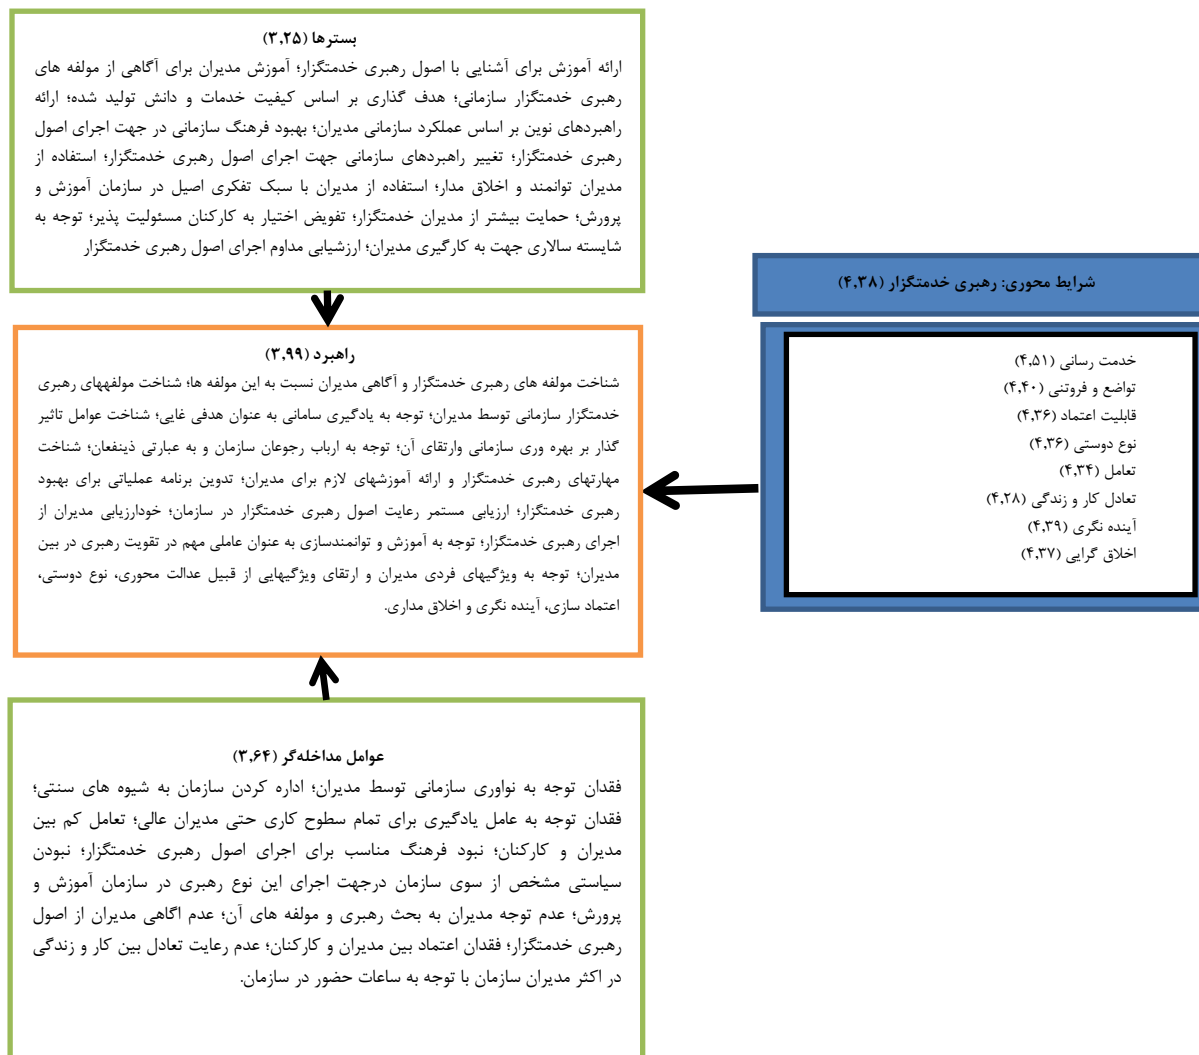 بسترها (۳,۲۵)
ارائه آموزش برای آشنایی با اصول رهبری خدمتگزار؛ آموزش مدیران برای آگاهی از مولفه های
رهبری خدمتگزار سازمانی؛ هدف گذاری بر اساس کیفیت خدمات و دانش تولید شده؛ ارائه
راهبردهای نوین بر اساس عملکرد سازمانی مدیران؛ بهبود فرهنگ سازمانی در جهت اجرای اصول
رهبری خدمتگزار؛ تغییر راهبردهای سازمانی جهت اجرای اصول رهبری خدمتگزار؛ استفاده از
مدیران توانمند و اخلاق مدار؛ استفاده از مدیران با سبک تفکری اصیل در سازمان آموزش و
پرورش؛ حمایت بیشتر از مدیران خدمتگزار؛ تفویض اختیار به کارکنان مسئولیت پذیر؛ توجه به
شایسته سالاری جهت به کارگیری مدیران؛ ارزشیابی مداوم اجرای اصول رهبری خدمتگزار
شرایط محوری: رهبری خدمتگزار (۴,۳۸)
خدمت رسانی (۴,۵۱)
تواضع و فروتنی (۴,۴۰)
قابلیت اعتماد (۴,۳۶)
نوع دوستی (۴,۳۶)
تعامل (۴,۳۴)
تعادل کار و زندگی (۴,۲۸)
آینده نگری (۴,۳۹)
اخلاق گرایی (۴,۳۷)
راهبرد (۳,۹۹)
شناخت مولفه های رهبری خدمتگزار و آگاهی مدیران نسبت به این مولفه ها؛ شناخت مولفههای رهبری
خدمتگزار سازمانی توسط مدیران؛ توجه به یادگیری سامانی به عنوان هدفی غایی؛ شناخت عوامل تاثیر
گذار بر بهره وری سازمانی وارتقای آن؛ توجه به ارباب رجوعان سازمان و به عبارتی ذینفعان؛ شناخت
مهارتهای رهبری خدمتگزار و ارائه آموزشهای لازم برای مدیران؛ تدوین برنامه عملیاتی برای بهبود
رهبری خدمتگزار؛ ارزیابی مستمر رعایت اصول رهبری خدمتگزار در سازمان؛ خودارزیابی مدیران از
اجرای رهبری خدمتگزار؛ توجه به آموزش و توانمندسازی به عنوان عاملی مهم در تقویت رهبری در بین
مدیران؛ توجه به ویژگیهای فردی مدیران و ارتقای ویژگیهایی از قبیل عدالت محوری، نوع دوستی،
اعتماد سازی، آینده نگری و اخلاق مداری.
عوامل مداخله‌گر (۳,۶۴)
فقدان توجه به نواوری سازمانی توسط مدیران؛ اداره کردن سازمان به شیوه های سنتی؛
فقدان توجه به عامل یادگیری برای تمام سطوح کاری حتی مدیران عالی؛ تعامل کم بین
مدیران و کارکنان؛ نبود فرهنگ مناسب برای اجرای اصول رهبری خدمتگزار؛ نبودن
سیاستی مشخص از سوی سازمان درجهت اجرای این نوع رهبری در سازمان آموزش و
پرورش؛ عدم توجه مدیران به بحث رهبری و مولفه های آن؛ عدم اگاهی مدیران از اصول
رهبری خدمتگزار؛ فقدان اعتماد بین مدیران و کارکنان؛ عدم رعایت تعادل بین کار و زندگی
در اکثر مدیران سازمان با توجه به ساعات حضور در سازمان.